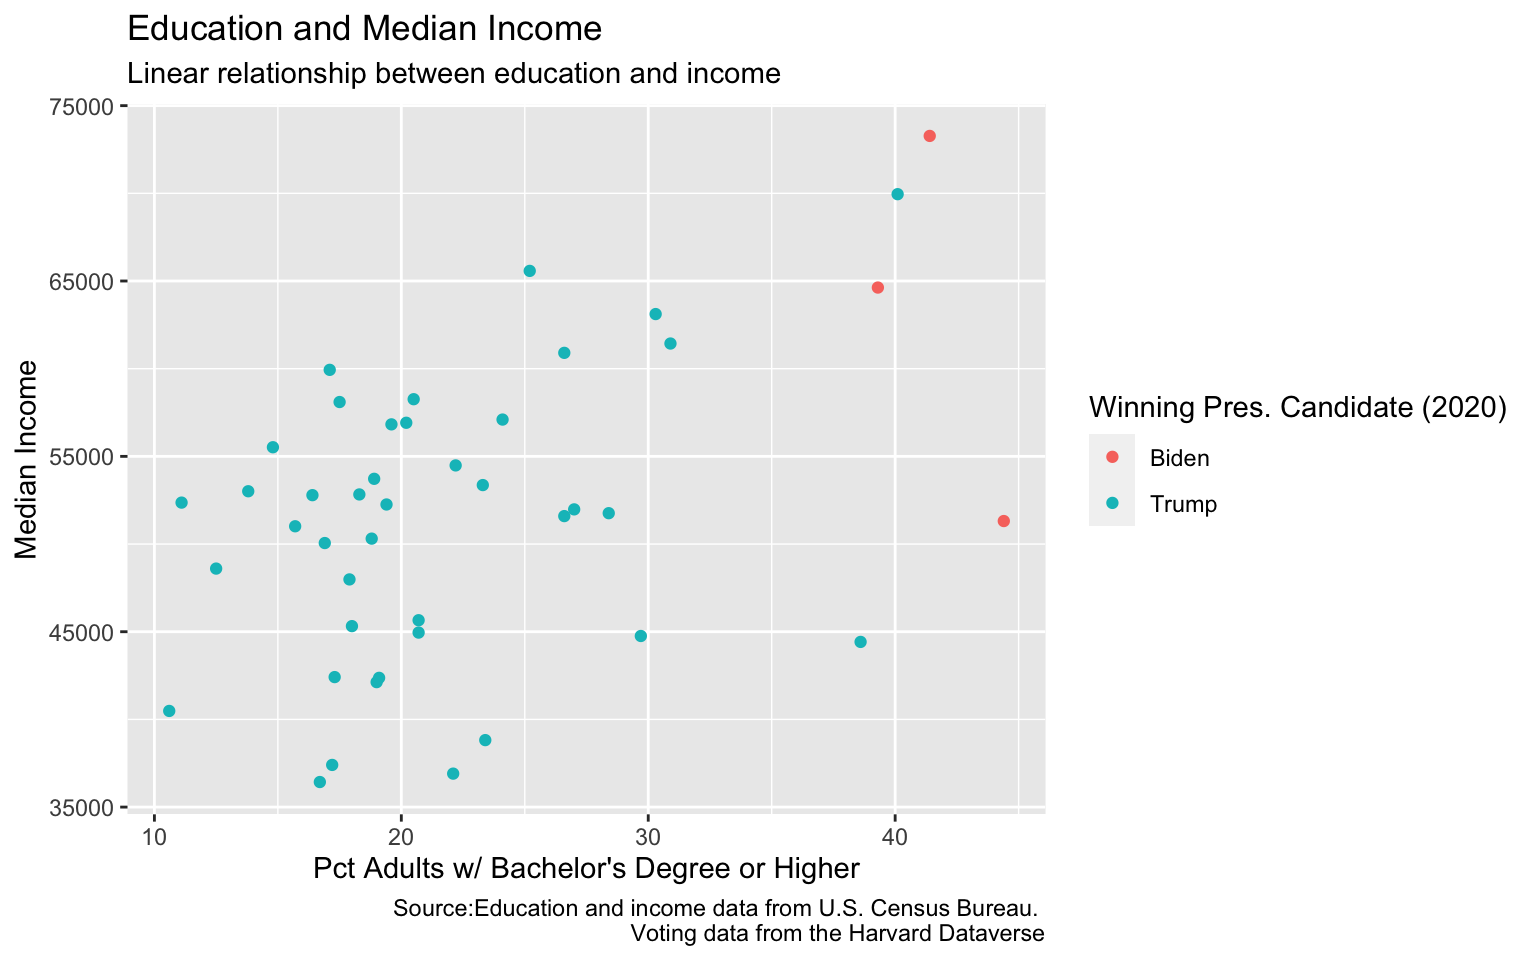 Education and Median Income
Linear relationship between education and income
75000
65000
55000
45000
35000
Median Income
10 20 30 40
Pct Adults w/ Bachelor's Degree or Higher
Winning Pres. Candidate (2020)
Biden
Trump
Source:Education and income data from U.S. Census Bureau.
Voting data from the Harvard Dataverse